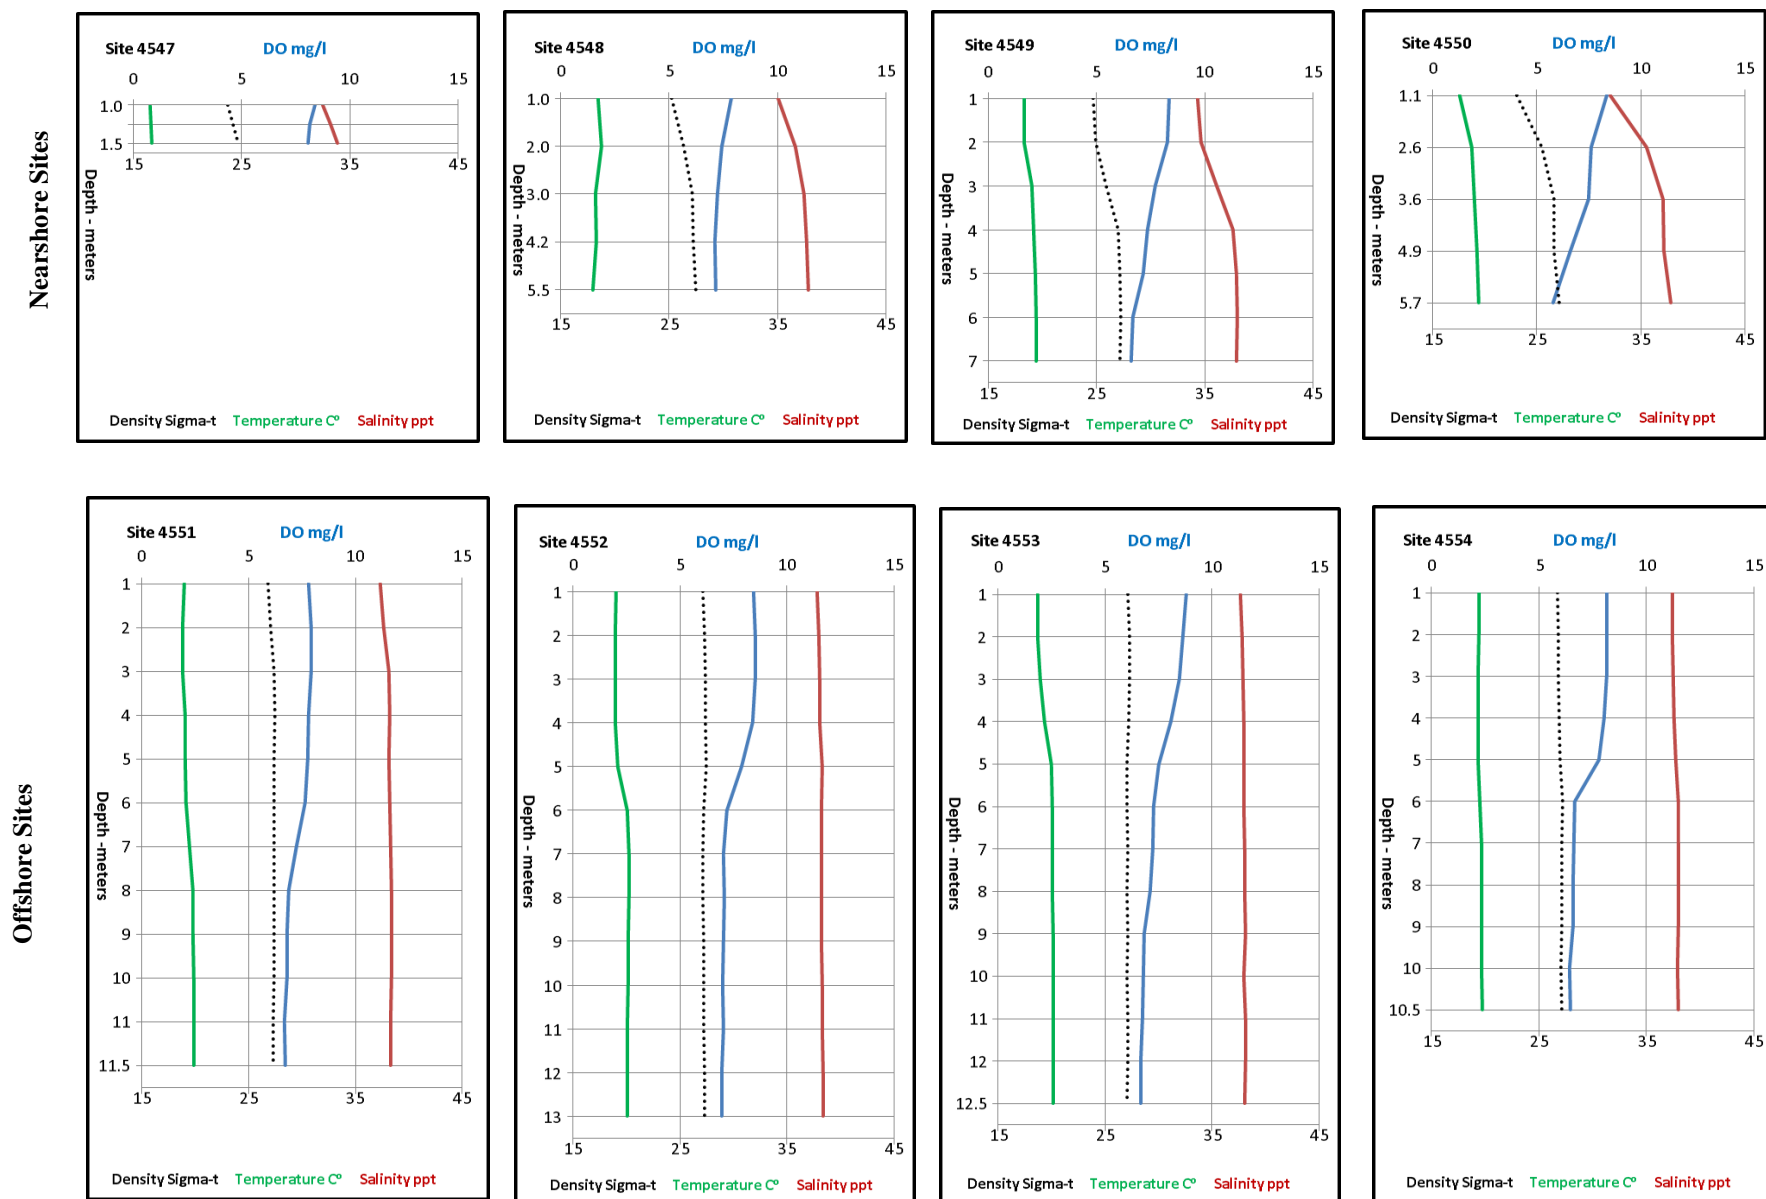 Nearshore Sites
Site 4547 DO mg/l
0 5 10 15
1.0
1.5
15 25 35 45
Depth - meters
Density Sigma-t Temperature C° Salinity ppt
Site 4548 DO mg/l
0 5 10 15
1.0
2.0
3.0
4.2
5.5
15 25 35 45
Depth - meters
Density Sigma-t Temperature C° Salinity ppt
Site 4549 DO mg/l
0 5 10 15
1
2
3
4
5
6
7
15 25 35 45
Depth - meters
Density Sigma-t Temperature C° Salinity ppt
Site 4550 DO mg/l
0 5 10 15
1.1
2.6
3.6
4.9
5.7
15 25 35 45
Depth - meters
Density Sigma-t Temperature C° Salinity ppt
Offshore Sites
Site 4551 DO mg/l
0 5 10 15
1
2
3
4
5
6
7
8
9
10
11
11.5
15 25 35 45
Depth -meters
Density Sigma-t Temperature C° Salinity ppt
Site 4552 DO mg/l
0 5 10 15
1
2
3
4
5
6
7
8
9
10
11
12
13
15 25 35 45
Depth - meters
Density Sigma-t Temperature C° Salinity ppt
Site 4553 DO mg/l
0 5 10 15
1
2
3
4
5
6
7
8
9
10
11
12
12.5
15 25 35 45
Depth - meters
Density Sigma-t Temperature C° Salinity ppt
Site 4554 DO mg/l
0 5 10 15
1
2
3
4
5
6
7
8
9
10
10.5
15 25 35 45
Depth - meters
Density Sigma-t Temperature C° Salinity ppt